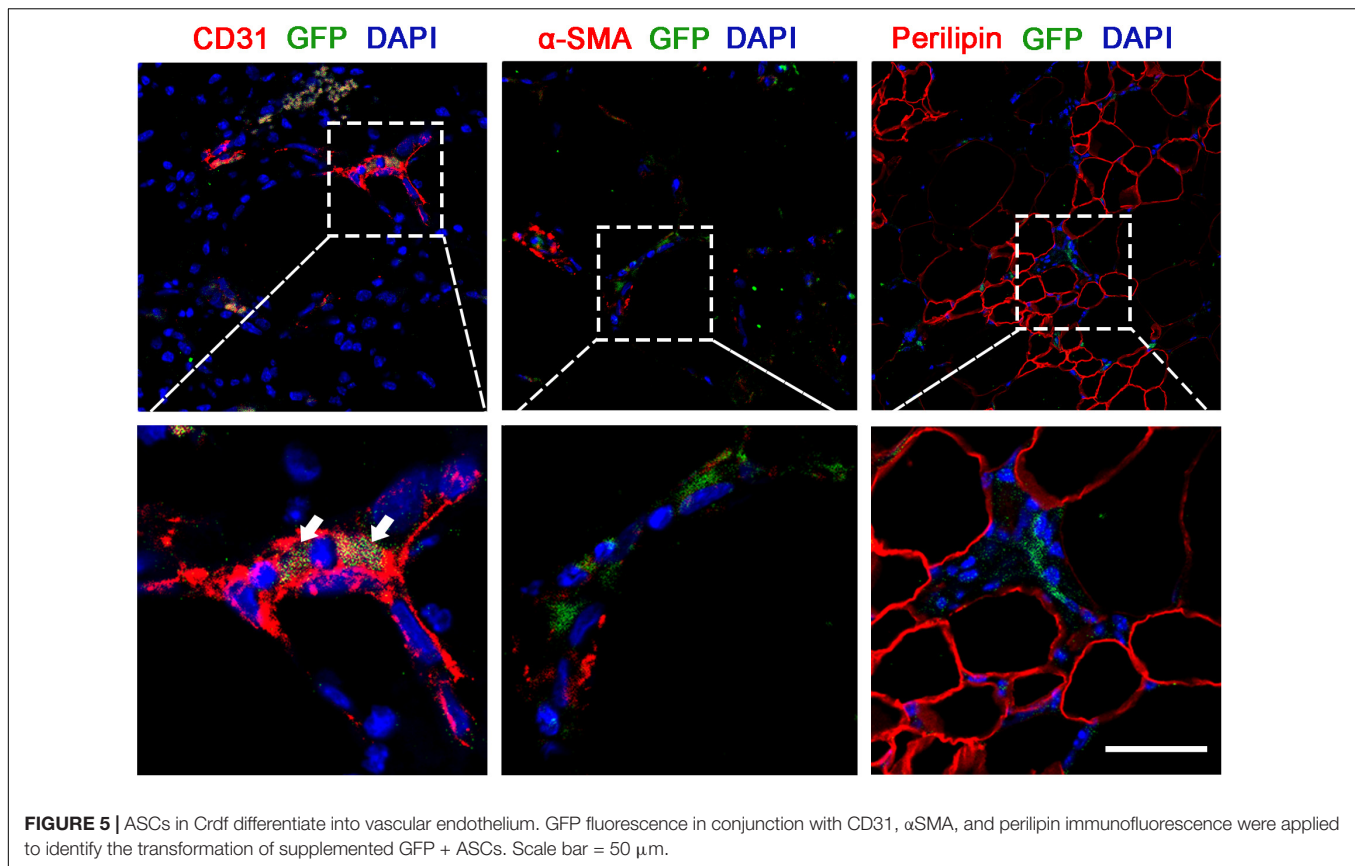 CD31 GFP DAPI
α-SMA GFP DAPI
Perilipin GFP DAPI
FIGURE 5 | ASCs in Crdf differentiate into vascular endothelium. GFP fluorescence in conjunction with CD31, αSMA, and perilipin immunofluorescence were applied
to identify the transformation of supplemented GFP + ASCs. Scale bar = 50 μm.